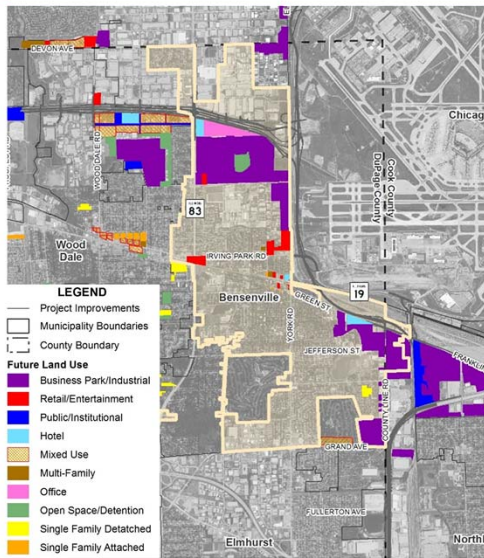 DEVON AVE
Chicag
WOOD DALE RD
Cook County
DuPage County
83
Wood
Dale
IRVING PARK RD
Bensenville
YORK RD
GREEN ST
19
JEFFERSON ST
FRANKLIN
COUNTY LINE RD
GRAND AVE
FULLERTON AVE
Elmhurst
Northl
LEGEND
Project Improvements
Municipality Boundaries
County Boundary
Future Land Use
Business Park/Industrial
Retail/Entertainment
Public/Institutional
Hotel
Mixed Use
Multi-Family
Office
Open Space/Detention
Single Family Detatched
Single Family Attached